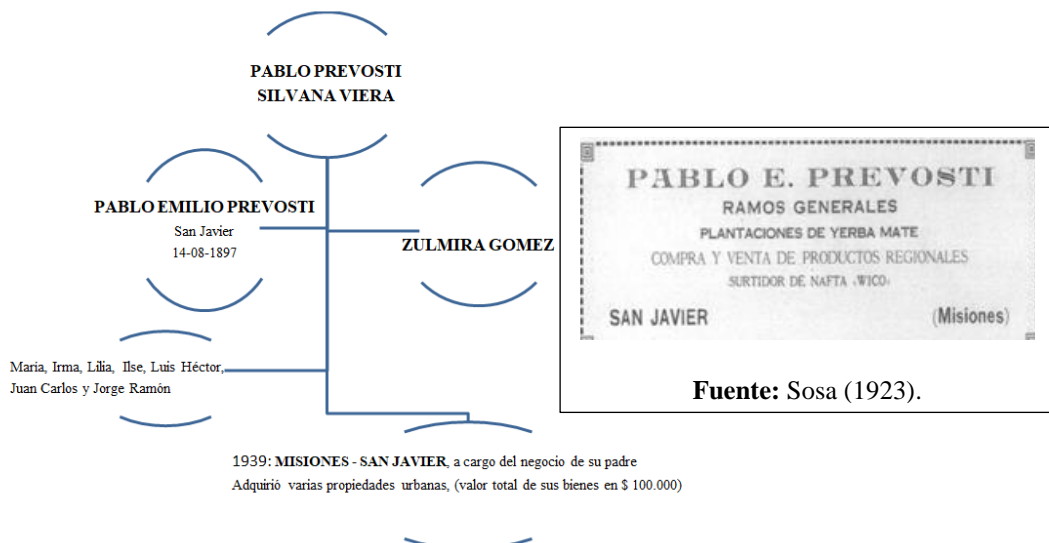 PABLO PREVOSTI
SILVANA VIERA
PABLO EMILIO PREVOSTI
San Javier
14-08-1897
ZULMIRA GOMEZ
María, Irma, Lilia, Ilse, Luis Héctor,
Juan Carlos y Jorge Ramón
1939: MISIONES - SAN JAVIER, a cargo del negocio de su padre
Adquirió varias propiedades urbanas, (valor total de sus bienes en $ 100.000)
PABLO E. PREVOSTI
RAMOS GENERALES
PLANTACIONES DE YERBA MATE
COMPRA Y VENTA DE PRODUCTOS REGIONALES
SURTIDOR DE NAFTA «WICO»
SAN JAVIER (Misiones)
Fuente: Sosa (1923).